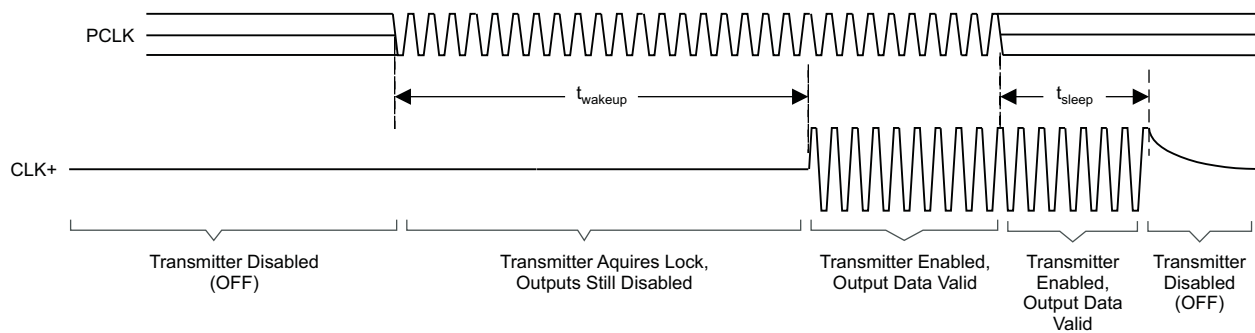 PCLK
twakeup
tsleep
CLK+
Transmitter Disabled
(OFF)
Transmitter Aquires Lock,
Outputs Still Disabled
Transmitter Enabled,
Output Data Valid
Transmitter
Enabled,
Output Data
Valid
Transmitter
Disabled
(OFF)